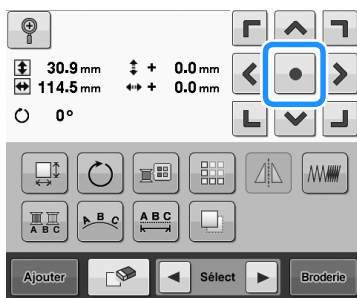 30.9 mm + 0.0 mm
114.5 mm + 0.0 mm
0°
A B C
A B C
A B C
Ajouter Sélect Broderie